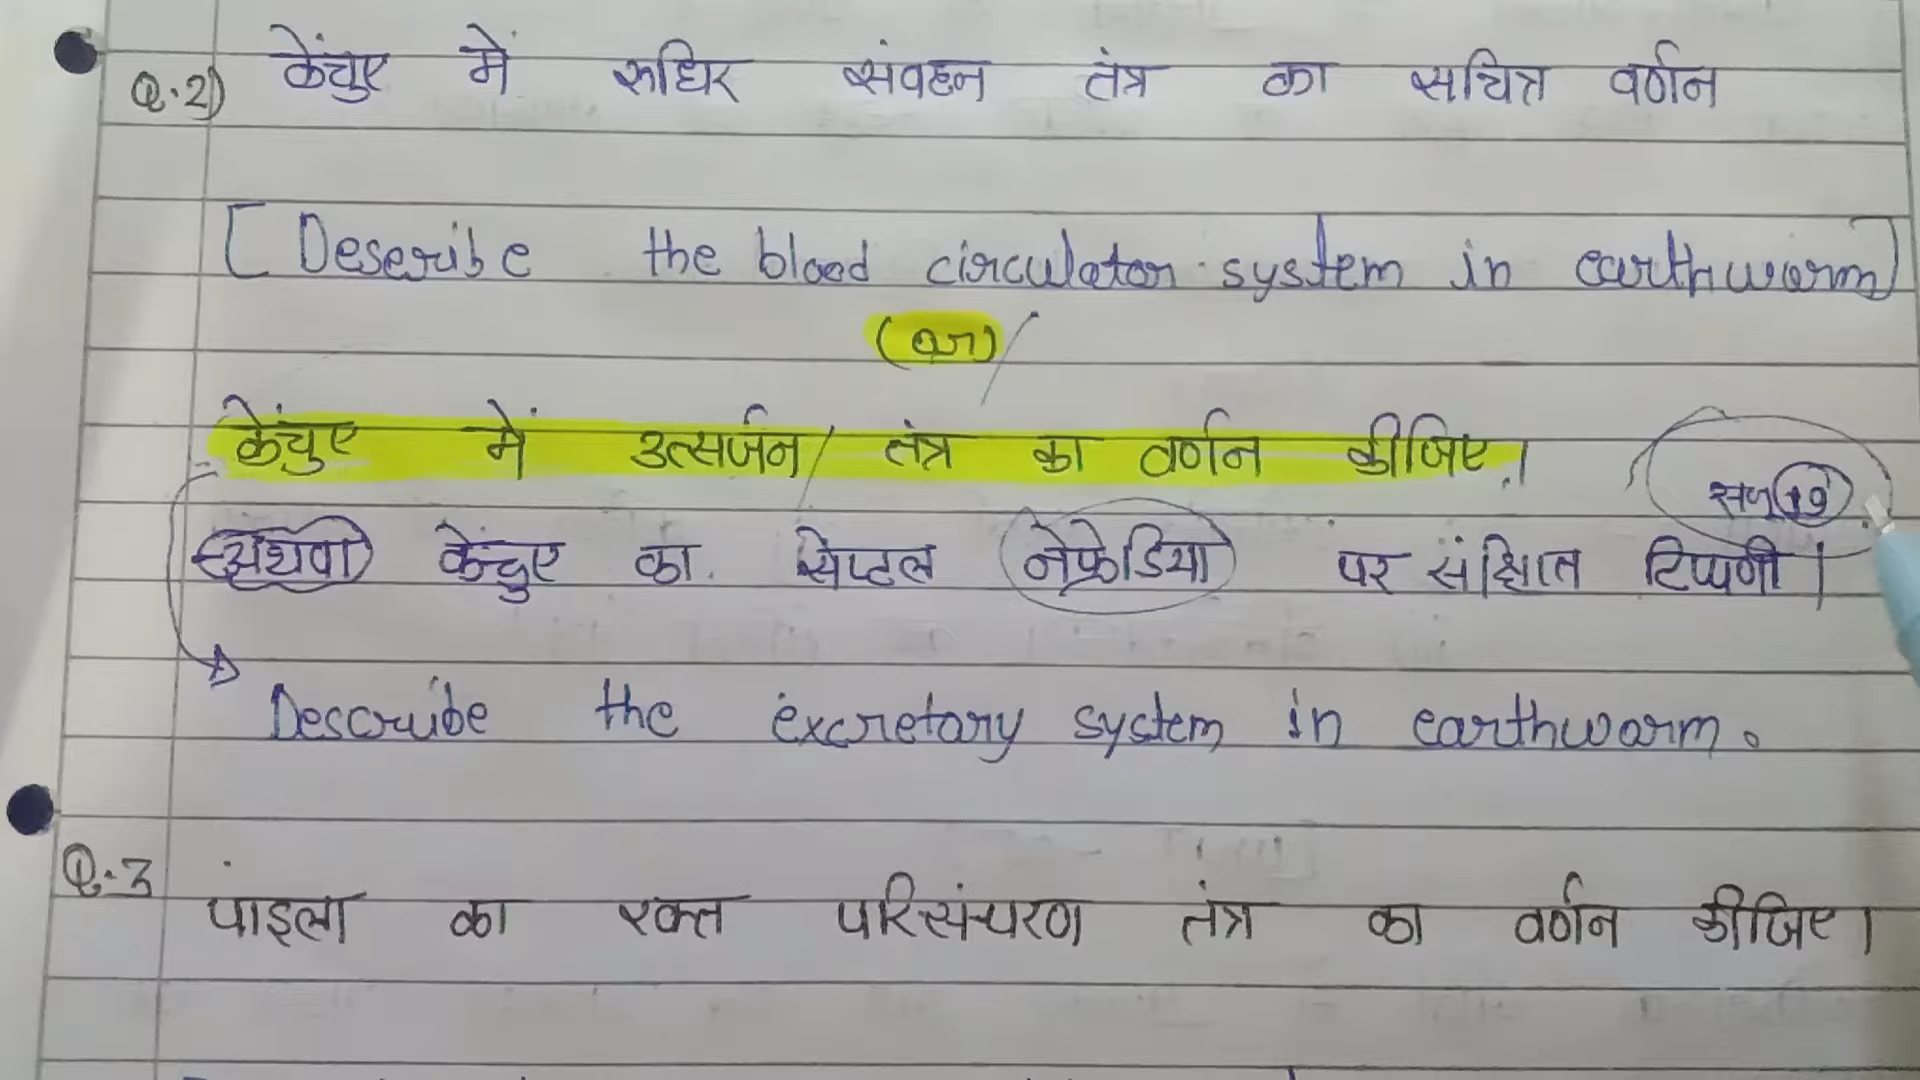 Q.2) केंचुए में रुधिर संवहन तंत्र का सचित्र वर्णन
[ Describe the blood circulator system in earthworm]
(or)
केंचुए में उत्सर्जन तंत्र का वर्णन कीजिए।
सन् 19
अथवा केंचुए का सेप्टल नेफ्रेडिया पर संक्षिप्त टिप्पणी।
Describe the excretory system in earthworm.
Q.3 पाइला का रक्त परिसंचरण तंत्र का वर्णन कीजिए।